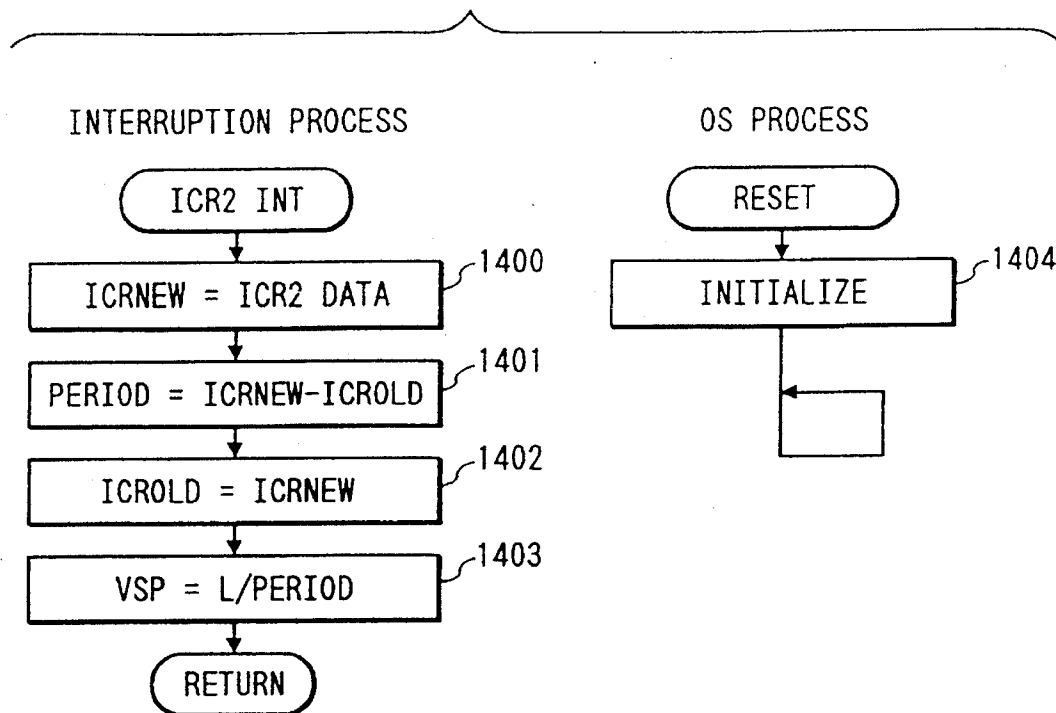 INTERRUPTION PROCESS
ICR2 INT
1400
ICRNEW = ICR2 DATA
1401
PERIOD = ICRNEW-ICROLD
1402
ICROLD = ICRNEW
1403
VSP = L/PERIOD
RETURN
OS PROCESS
RESET
1404
INITIALIZE